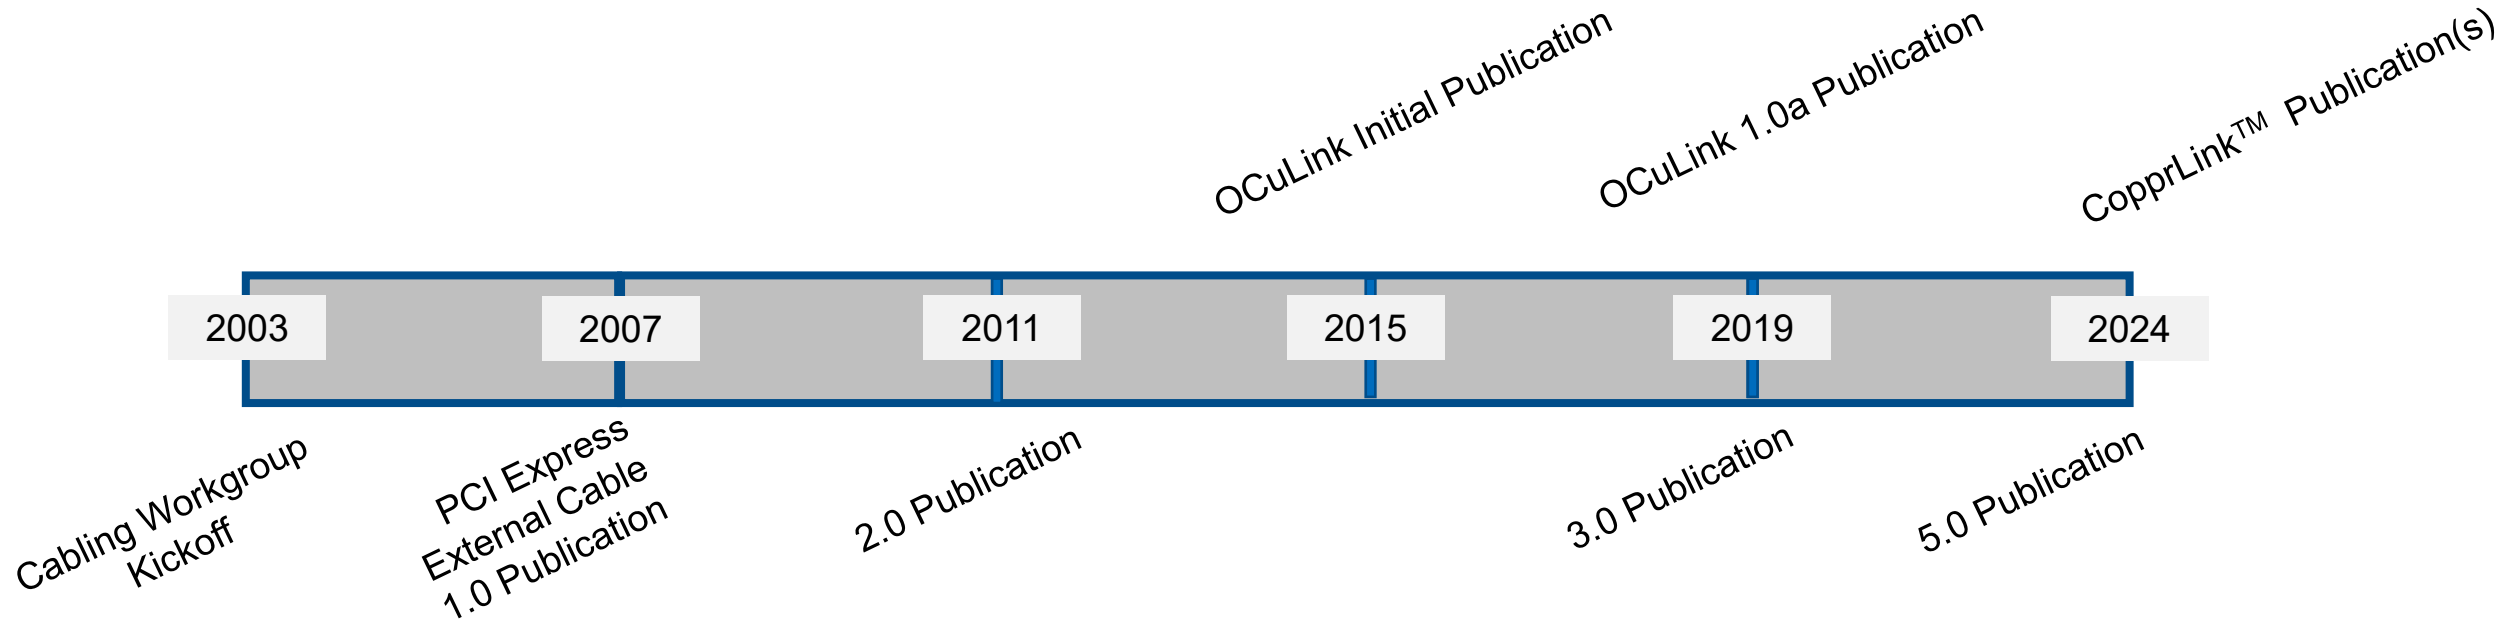 OCuLink Initial Publication
OCuLink 1.0a Publication
CopprLink™ Publication(s)
2003
2007
2011
2015
2019
2024
Cabling Workgroup
Kickoff
PCI Express
External Cable
1.0 Publication
2.0 Publication
3.0 Publication
5.0 Publication